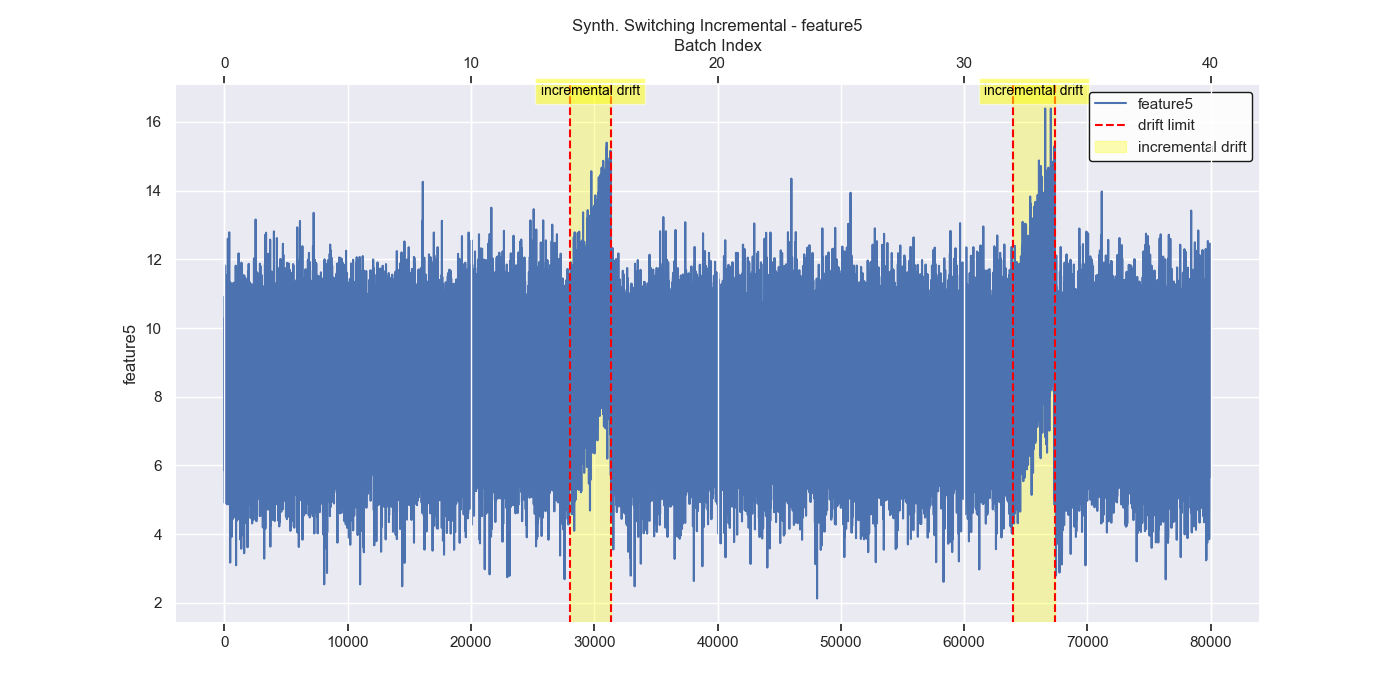 Synth. Switching Incremental - feature5
Batch Index
0 10 20 30 40
incremental drift incremental drift
feature5
drift limit
incremental drift
16
14
12
10
8
6
4
2
feature5
0 10000 20000 30000 40000 50000 60000 70000 80000